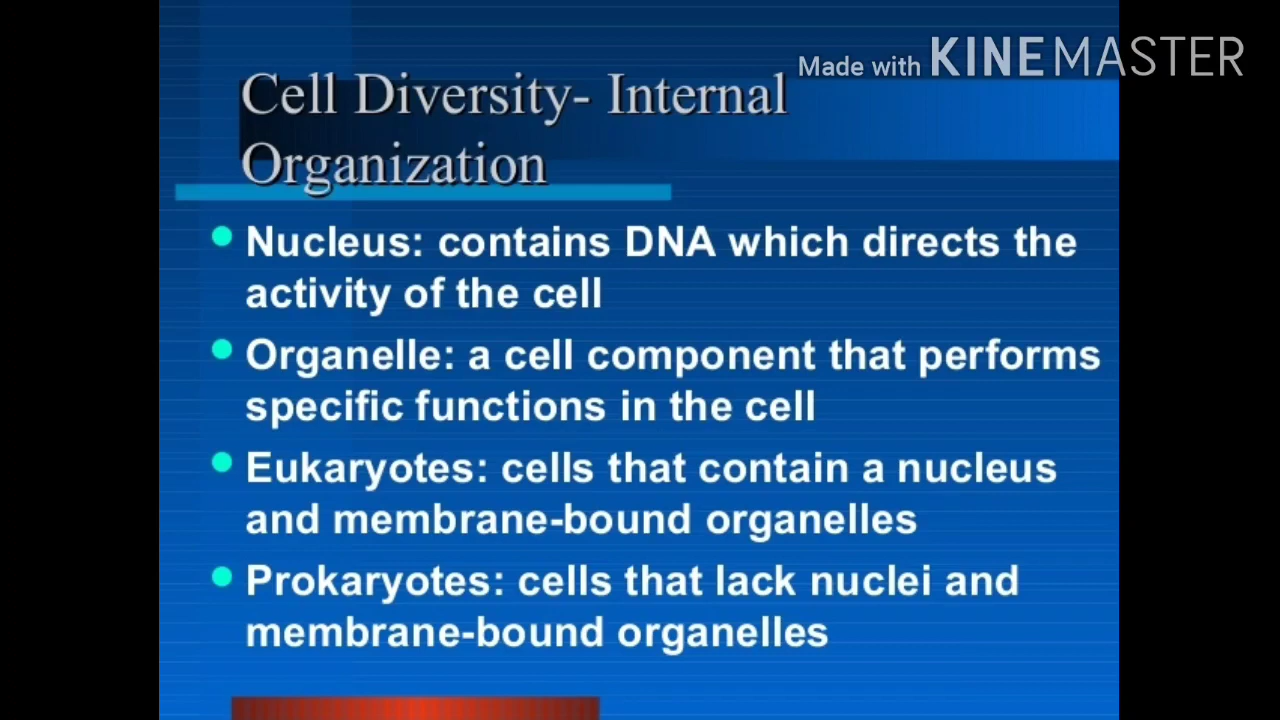 Made with KINEMASTER
Cell Diversity- Internal
Organization
Nucleus: contains DNA which directs the
activity of the cell
Organelle: a cell component that performs
specific functions in the cell
Eukaryotes: cells that contain a nucleus
and membrane-bound organelles
Prokaryotes: cells that lack nuclei and
membrane-bound organelles